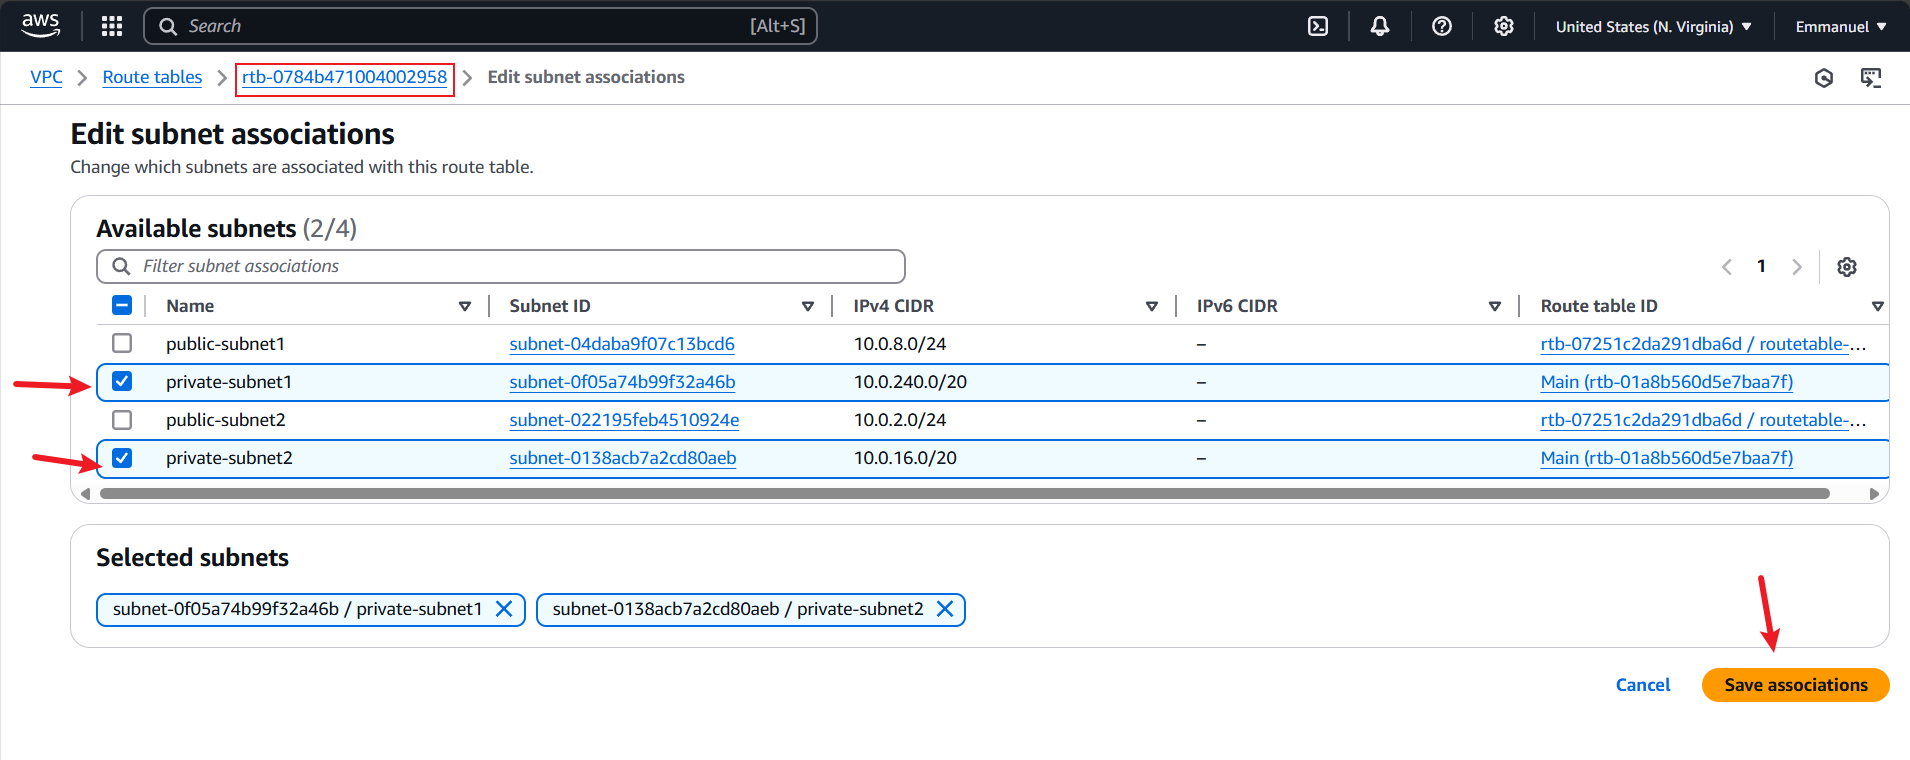 aws Search [Alt+S] United States (N. Virginia) Emmanuel
VPC Route tables rtb-0784b471004002958 Edit subnet associations
Edit subnet associations
Change which subnets are associated with this route table.
Available subnets (2/4)
Filter subnet associations
1
Name Subnet ID IPv4 CIDR IPv6 CIDR Route table ID
public-subnet1 subnet-04daba9f07c13bcd6 10.0.8.0/24 – rtb-07251c2da291dba6d / routetable-...
private-subnet1 subnet-0f05a74b99f32a46b 10.0.240.0/20 – Main (rtb-01a8b560d5e7baa7f)
public-subnet2 subnet-022195feb4510924e 10.0.2.0/24 – rtb-07251c2da291dba6d / routetable-...
private-subnet2 subnet-0138acb7a2cd80aeb 10.0.16.0/20 – Main (rtb-01a8b560d5e7baa7f)
Selected subnets
subnet-0f05a74b99f32a46b / private-subnet1 subnet-0138acb7a2cd80aeb / private-subnet2
Cancel Save associations